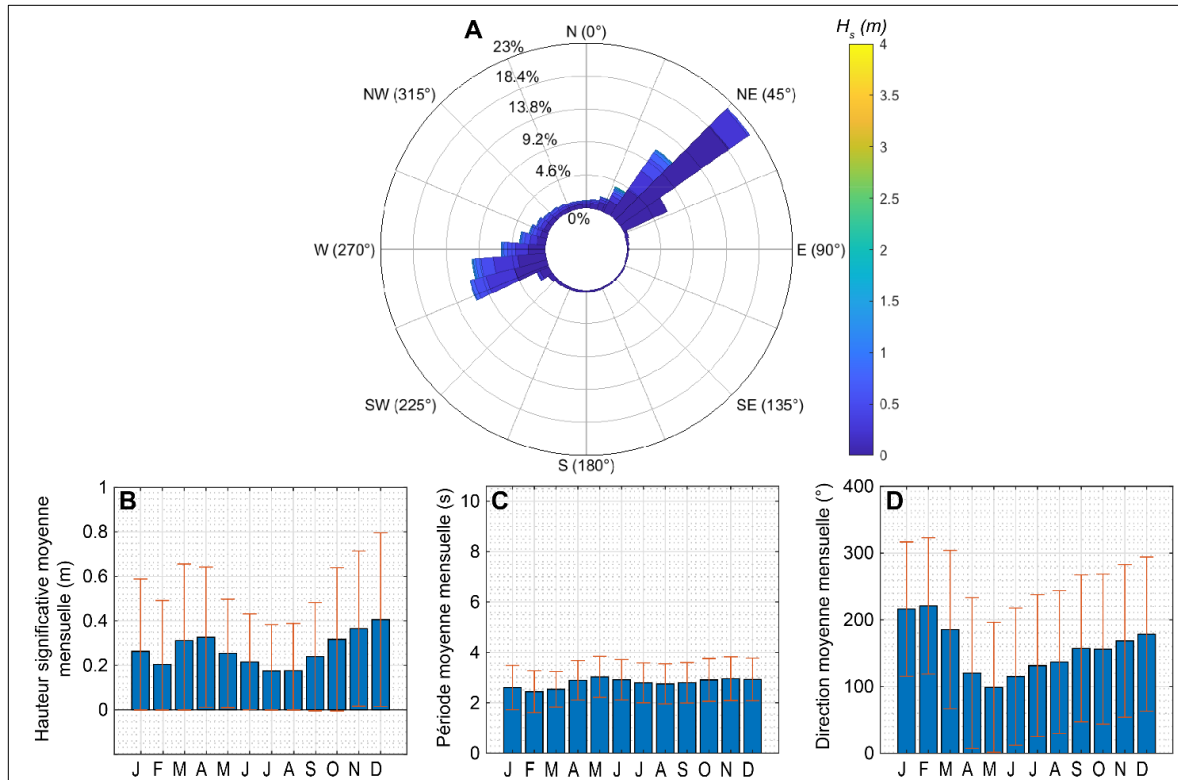 A
N (0°)
H_s (m)
23%
18.4%
13.8%
9.2%
4.6%
0%
NW (315°)
NE (45°)
W (270°)
E (90°)
SW (225°)
SE (135°)
S (180°)
4
3.5
3
2.5
2
1.5
1
0.5
0
B
Hauteur significative moyenne
mensuelle (m)
1
0.8
0.6
0.4
0.2
0
J F M A M J J A S O N D
C
Période moyenne mensuelle (s)
10
8
6
4
2
0
J F M A M J J A S O N D
D
Direction moyenne mensuelle (°)
400
300
200
100
0
J F M A M J J A S O N D